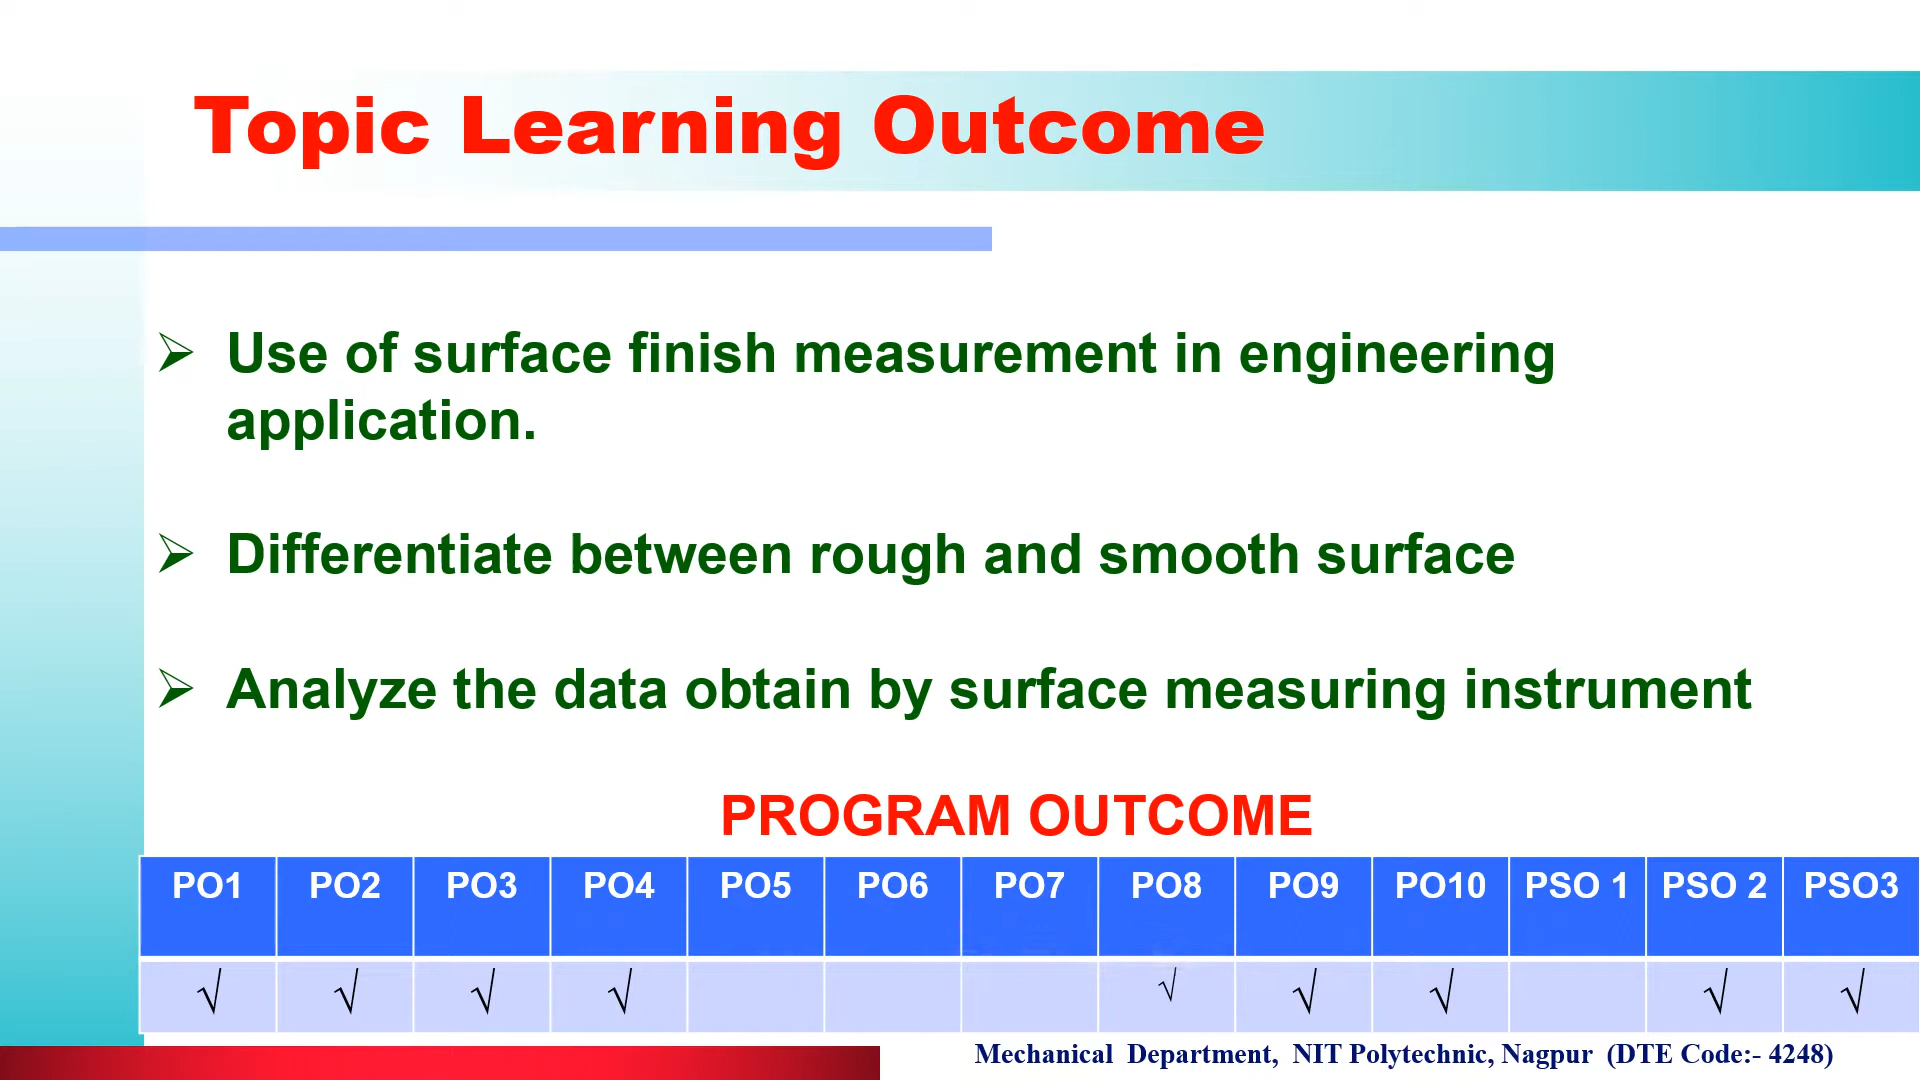 Topic Learning Outcome
➢ Use of surface finish measurement in engineering
application.
➢ Differentiate between rough and smooth surface
➢ Analyze the data obtain by surface measuring instrument
PROGRAM OUTCOME
PO1 PO2 PO3 PO4 PO5 PO6 PO7 PO8 PO9 PO10 PSO 1 PSO 2 PSO3
√ √ √ √ √ √ √ √ √
Mechanical Department, NIT Polytechnic, Nagpur (DTE Code:- 4248)